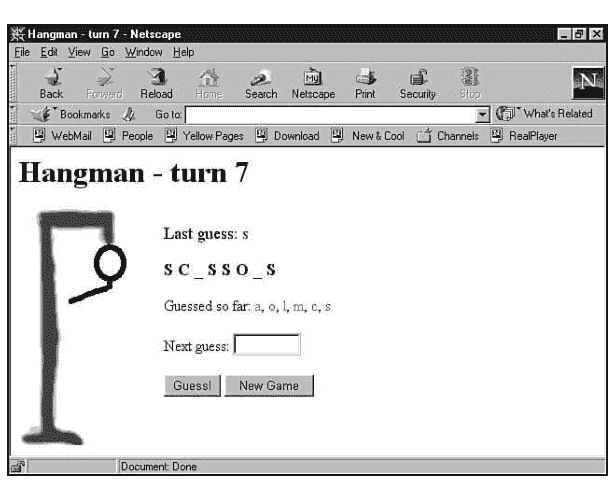 Hangman - turn 7 - Netscape
File Edit View Go Window Help
Back Forward Reload Home Search My Netscape Print Security Stop N
Bookmarks Go to: What's Related
WebMail People Yellow Pages Download New & Cool Channels RealPlayer
Hangman - turn 7
Last guess: s
S C _ S S O _ S
Guessed so far: a, o, l, m, c, s
Next guess:
Guess! New Game
Document: Done